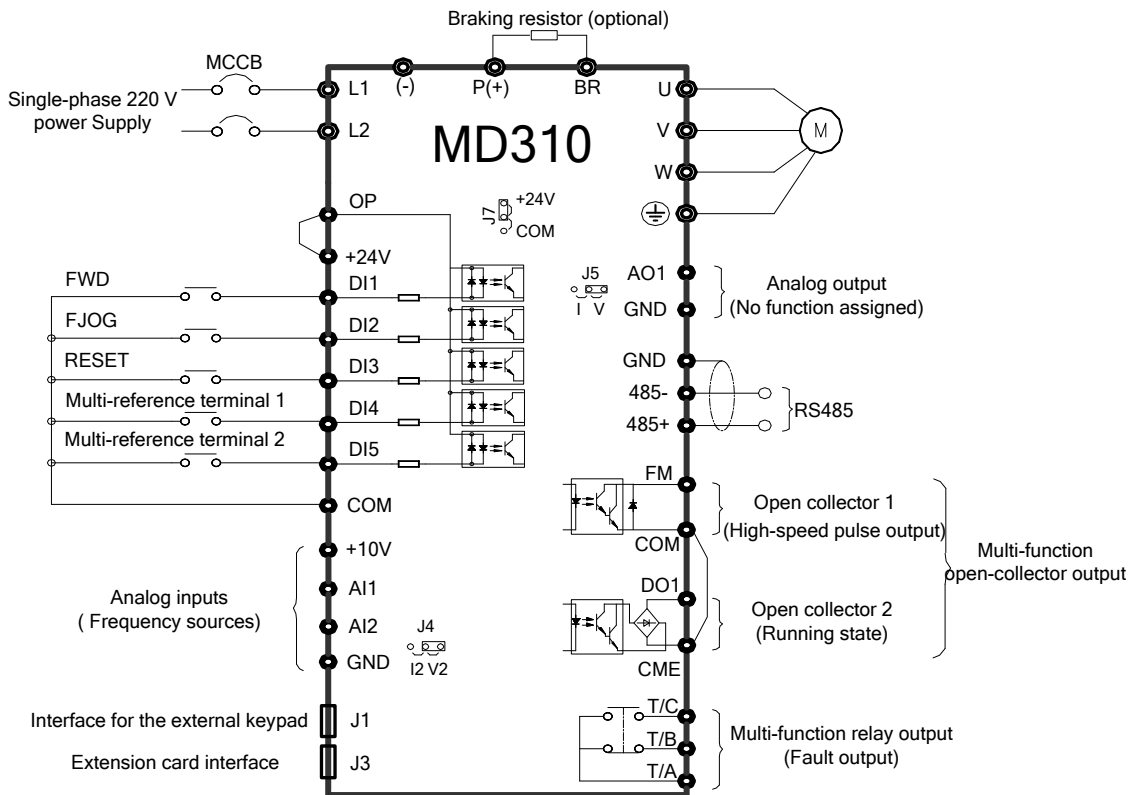 Braking resistor (optional)
MCCB
Single-phase 220 V
power Supply
L1
L2
(-)
P(+)
BR
MD310
U
V
W
M
OP
+24V
J7
+24V
COM
FWD
DI1
FJOG
DI2
RESET
DI3
Multi-reference terminal 1
DI4
Multi-reference terminal 2
DI5
COM
+10V
AI1
AI2
GND
Analog inputs
( Frequency sources)
J4
I2 V2
Interface for the external keypad
J1
Extension card interface
J3
J5
I V
AO1
GND
Analog output
(No function assigned)
GND
485-
485+
RS485
FM
COM
Open collector 1
(High-speed pulse output)
DO1
CME
Open collector 2
(Running state)
Multi-function
open-collector output
T/C
T/B
T/A
Multi-function relay output
(Fault output)